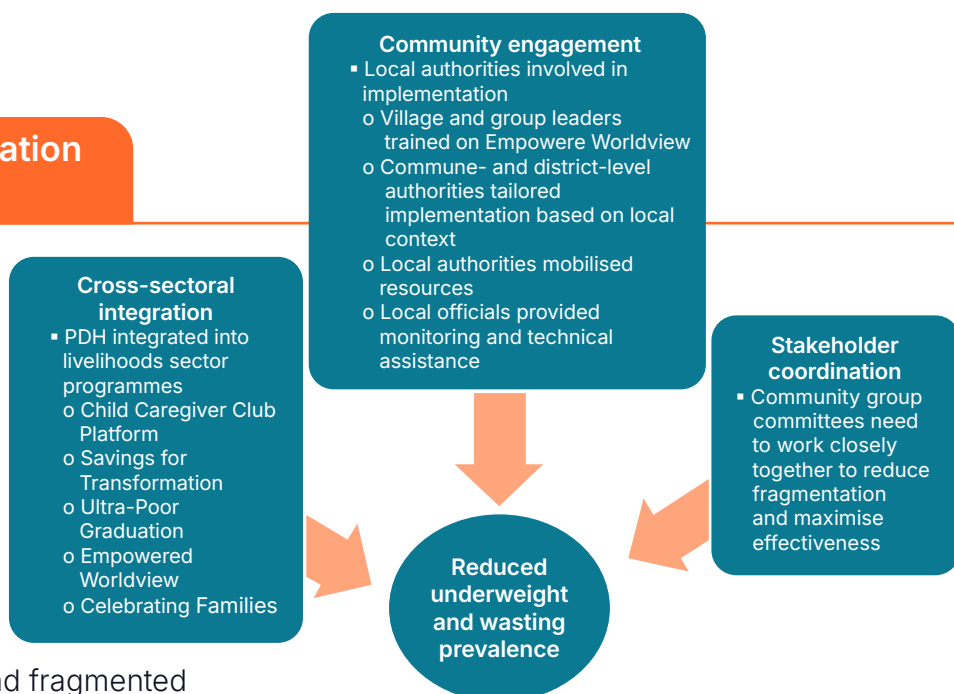 Community engagement
▪ Local authorities involved in
implementation
o Village and group leaders
trained on Empowere Worldview
o Commune- and district-level
authorities tailored
implementation based on local
context
o Local authorities mobilised
resources
o Local officials provided
monitoring and technical
assistance
ation
Cross-sectoral
integration
▪ PDH integrated into
livelihoods sector
programmes
o Child Caregiver Club
Platform
o Savings for
Transformation
o Ultra-Poor
Graduation
o Empowered
Worldview
o Celebrating Families
Stakeholder
coordination
▪ Community group
committees need
to work closely
together to reduce
fragmentation
and maximise
effectiveness
Reduced
underweight
and wasting
prevalence
nd fragmented